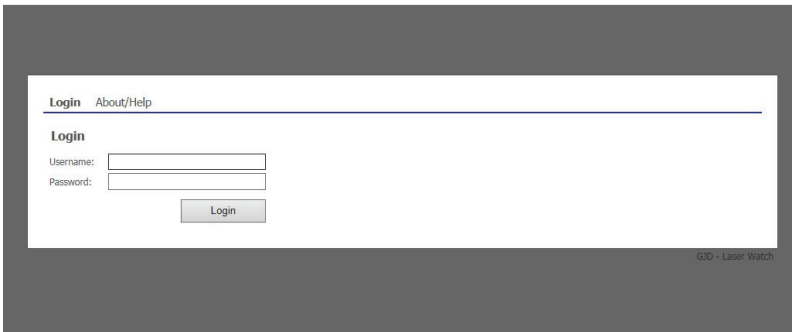 Login About/Help
Login
Username:
Password:
Login
GJD - Laser Watch